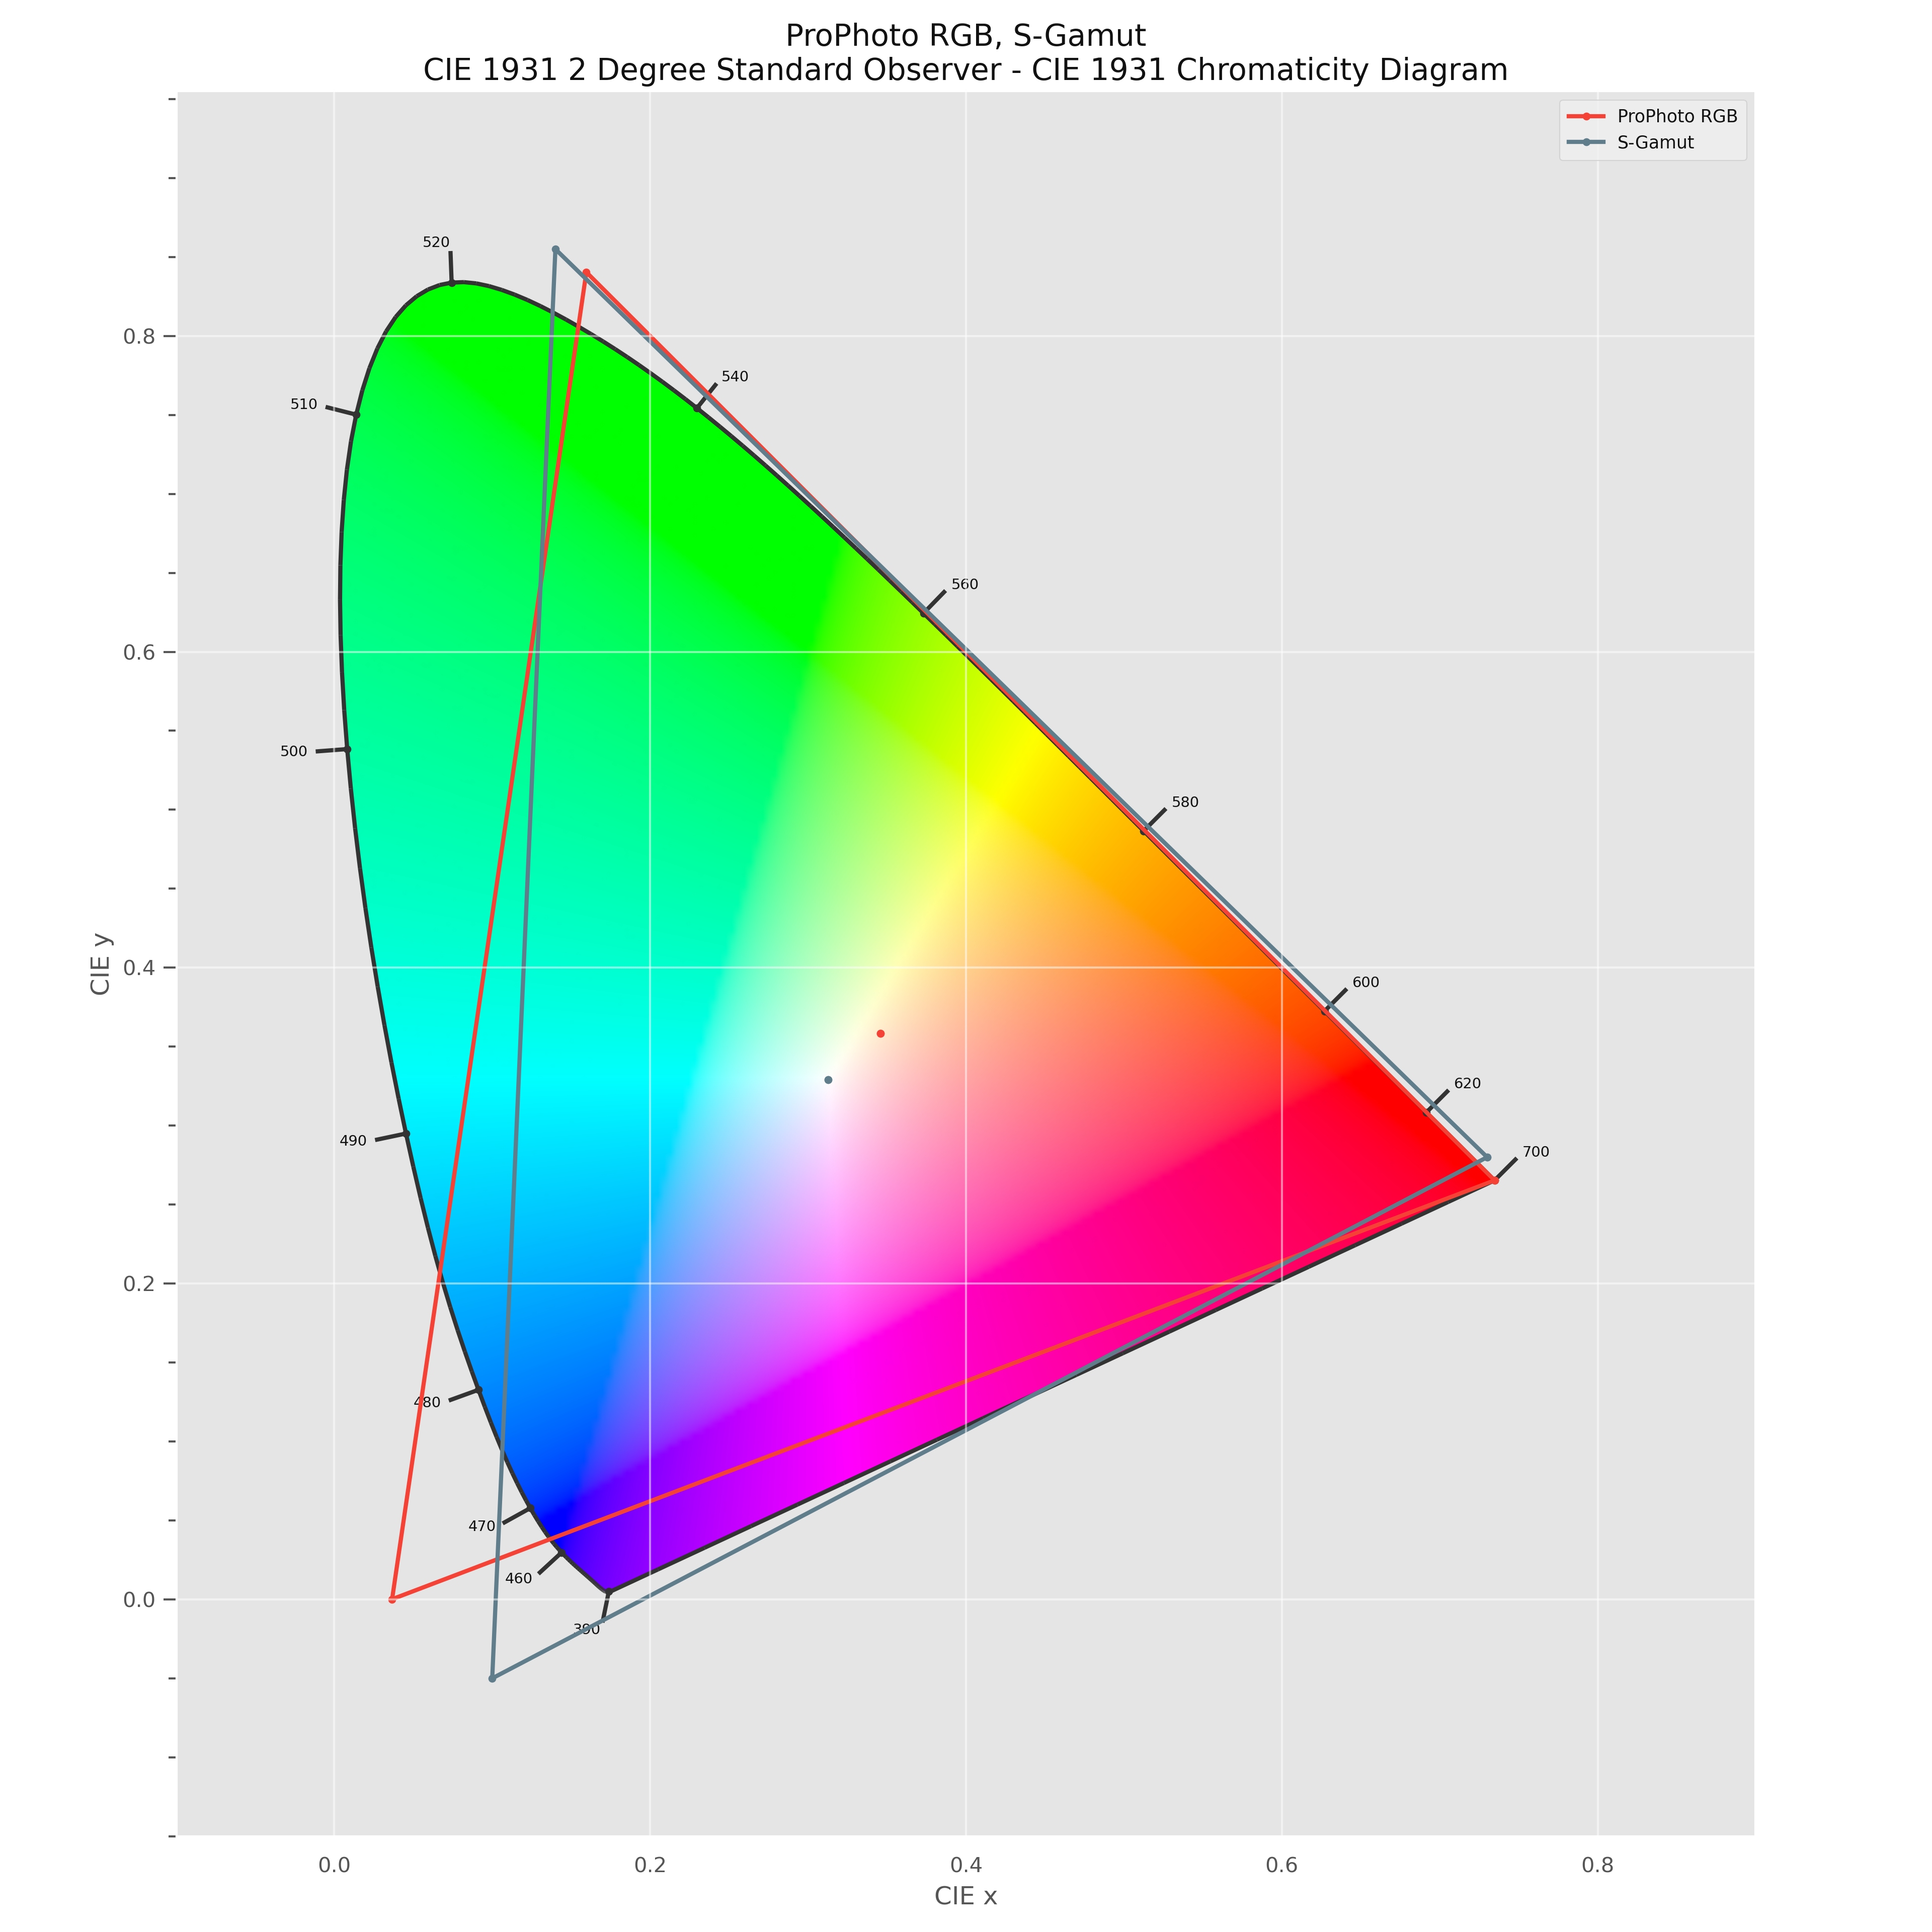 ProPhoto RGB, S-Gamut
CIE 1931 2 Degree Standard Observer - CIE 1931 Chromaticity Diagram
ProPhoto RGB
S-Gamut
520
540
510
0.8
560
0.6
500
580
CIE y
0.4
600
620
490
700
0.2
480
470
460
0.0
390
0.0 0.2 0.4 0.6 0.8
CIE x